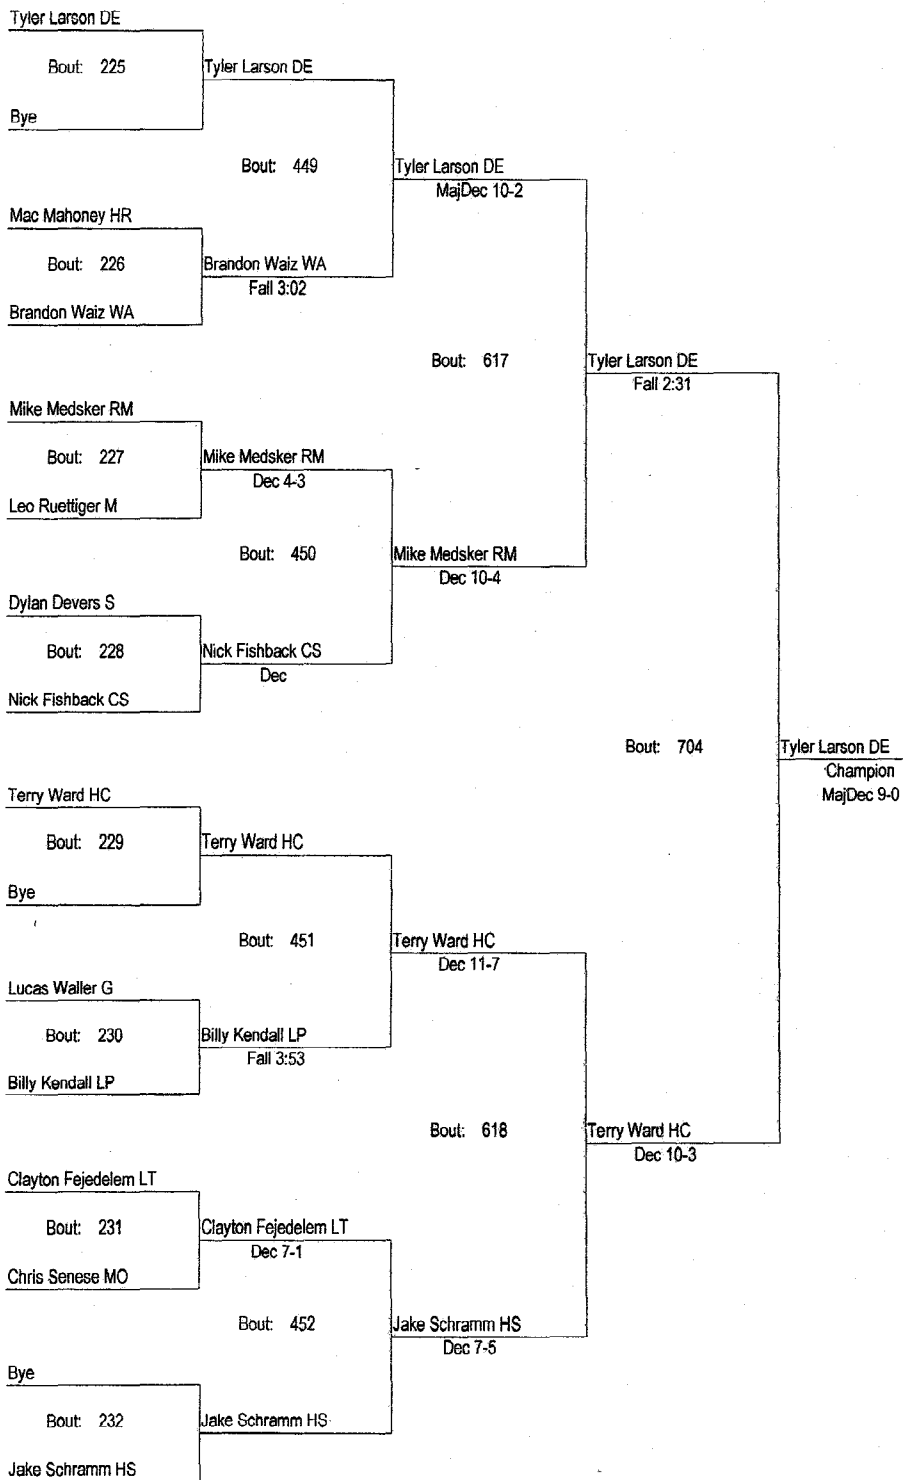 Tyler Larson DE
Bout: 225
Tyler Larson DE
Bye
Bout: 449
Tyler Larson DE
MajDec 10-2
Mac Mahoney HR
Bout: 226
Brandon Waiz WA
Fall 3:02
Brandon Waiz WA
Bout: 617
Tyler Larson DE
Fall 2:31
Mike Medsker RM
Bout: 227
Mike Medsker RM
Dec 4-3
Leo Ruettiger M
Bout: 450
Mike Medsker RM
Dec 10-4
Dylan Devers S
Bout: 228
Nick Fishback CS
Dec
Nick Fishback CS
Bout: 704
Tyler Larson DE
Champion
MajDec 9-0
Terry Ward HC
Bout: 229
Terry Ward HC
Bye
Bout: 451
Terry Ward HC
Dec 11-7
Lucas Waller G
Bout: 230
Billy Kendall LP
Fall 3:53
Billy Kendall LP
Bout: 618
Terry Ward HC
Dec 10-3
Clayton Fejedelem LT
Bout: 231
Clayton Fejedelem LT
Dec 7-1
Chris Senese MO
Bout: 452
Jake Schramm HS
Dec 7-5
Bye
Bout: 232
Jake Schramm HS
Jake Schramm HS